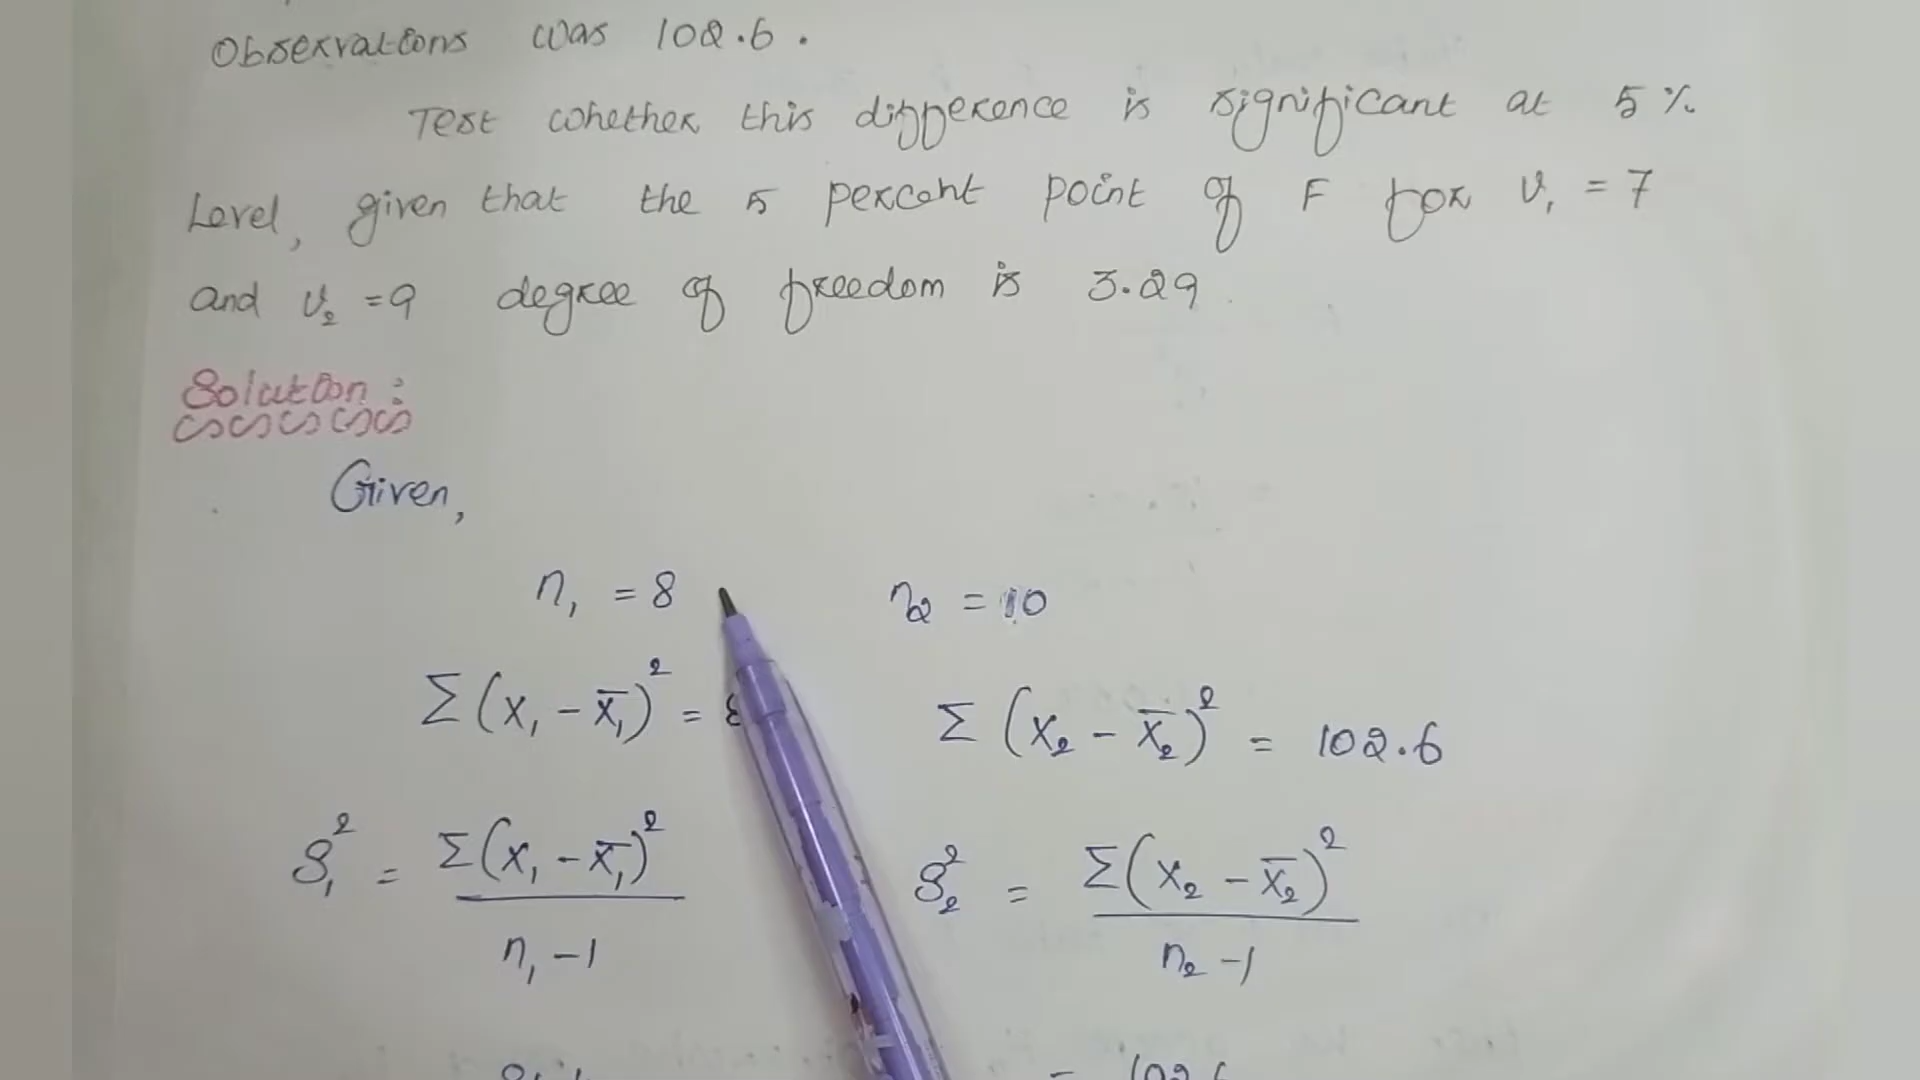 Observations was 102.6.
Test whether this difference is significant at 5%
Level, given that the 5 percent point of F for υ₁ = 7
and υ₂ = 9 degree of freedom is 3.29
Solution:
Given,
n₁ = 8 n₂ = 10
Σ(x₁ - x̄₁)² = Σ(x₂ - x̄₂)² = 102.6
S₁² = Σ(x₁ - x̄₁)² S₂² = Σ(x₂ - x̄₂)²
n₁ - 1 n₂ - 1